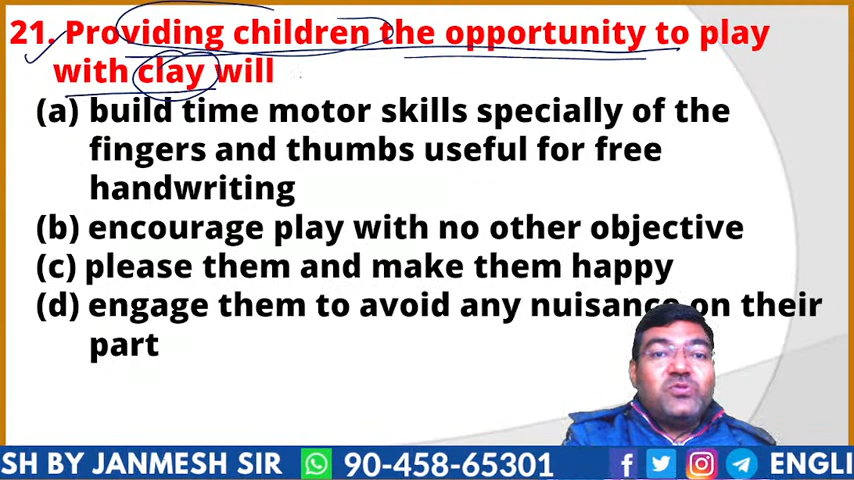 21. Providing children the opportunity to play
with clay will
(a) build time motor skills specially of the
fingers and thumbs useful for free
handwriting
(b) encourage play with no other objective
(c) please them and make them happy
(d) engage them to avoid any nuisance on their
part
SH BY JANMESH SIR 90-458-65301 ENGLI